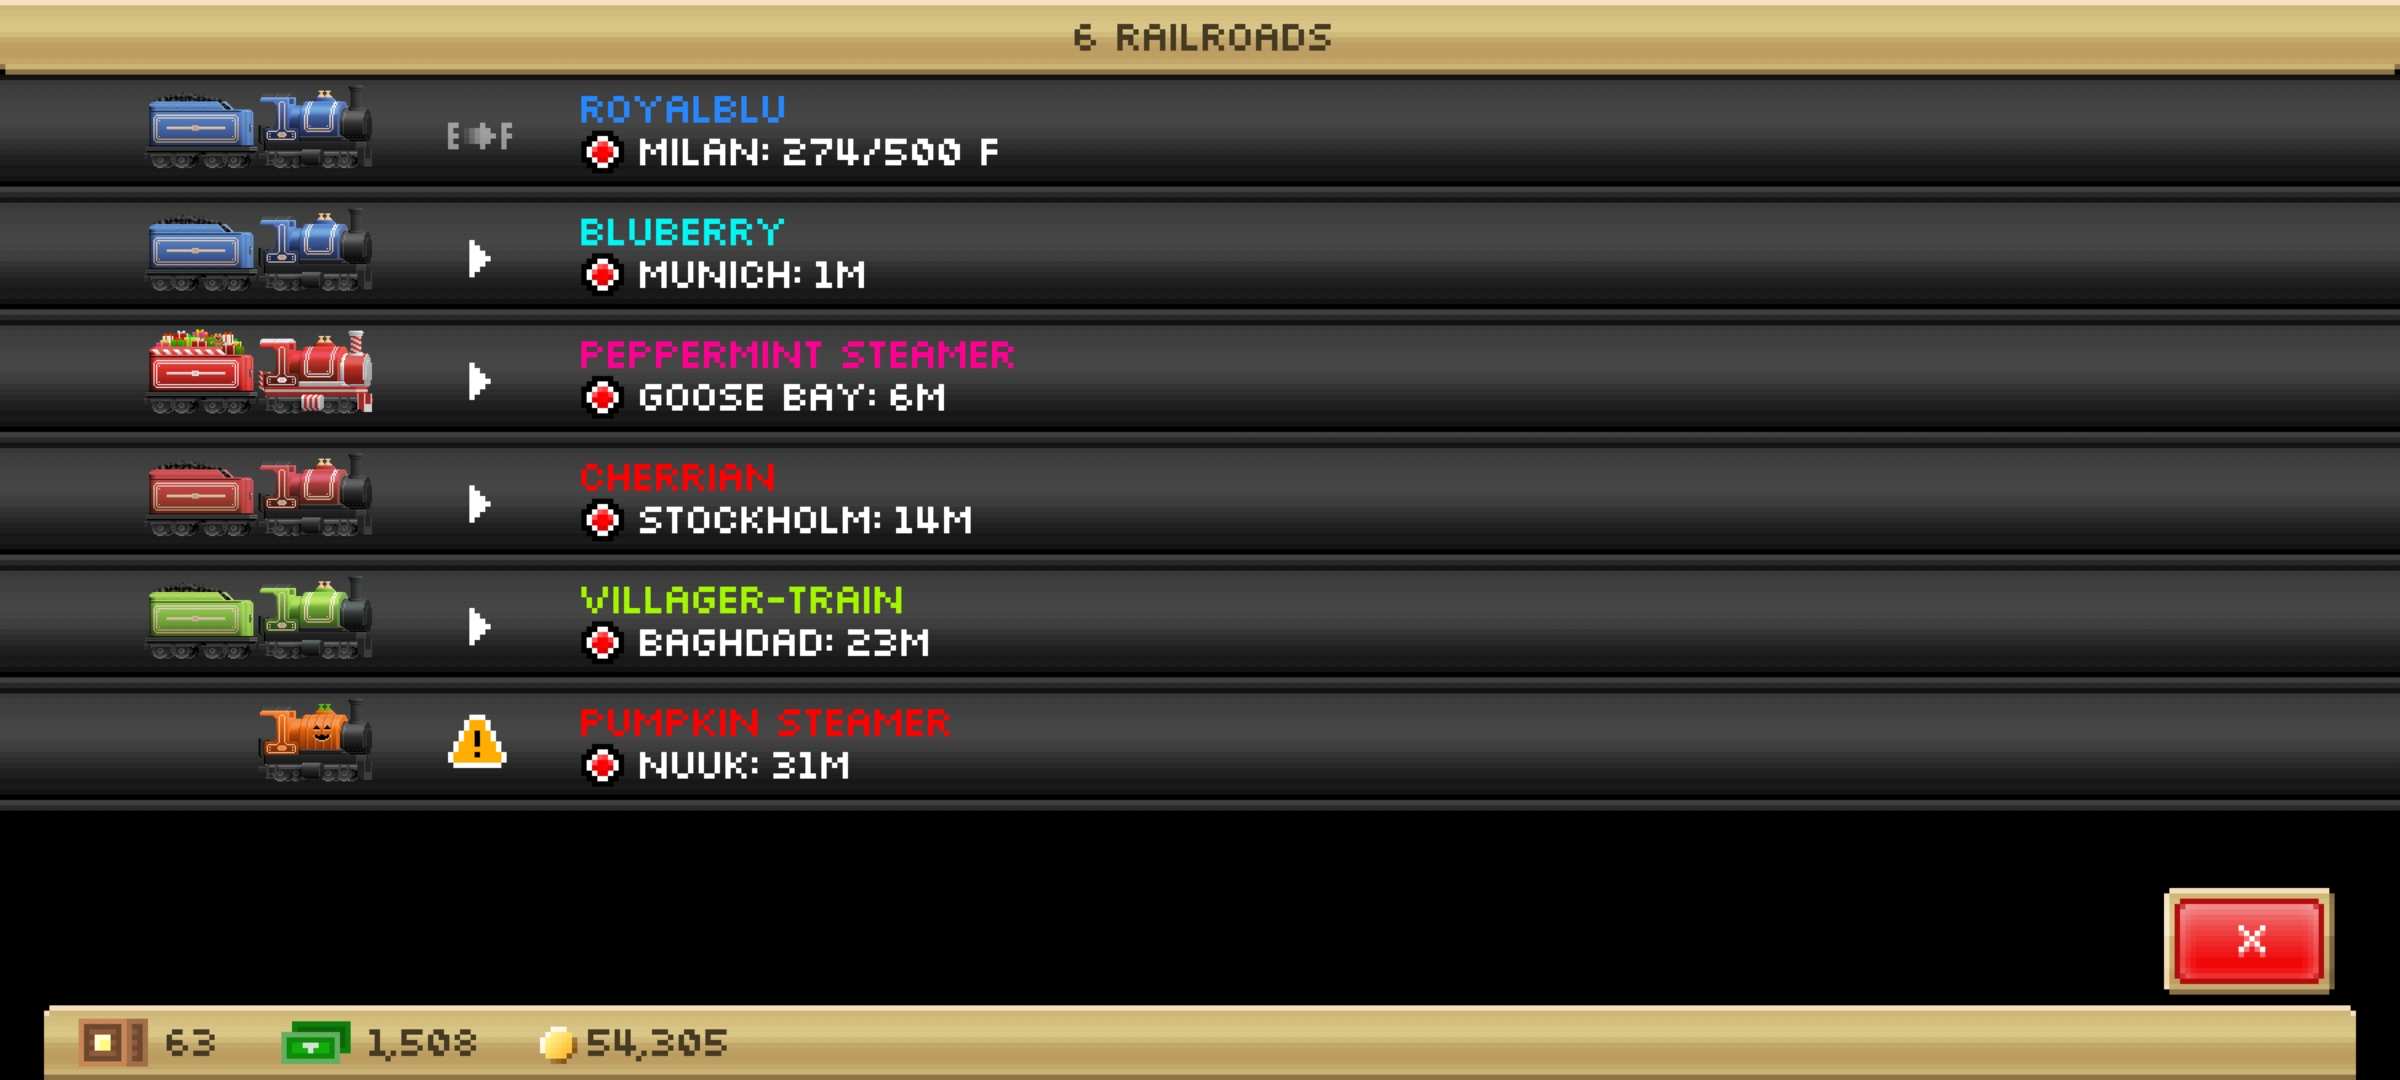 6 RAILROADS
ROYALBLU
E F
MILAN: 274/500 F
BLUBERRY
MUNICH: 1M
PEPPERMINT STEAMER
GOOSE BAY: 6M
CHERRIAN
STOCKHOLM: 14M
VILLAGER-TRAIN
BAGHDAD: 23M
PUMPKIN STEAMER
!
NUUK: 31M
X
63 1,508 54,305